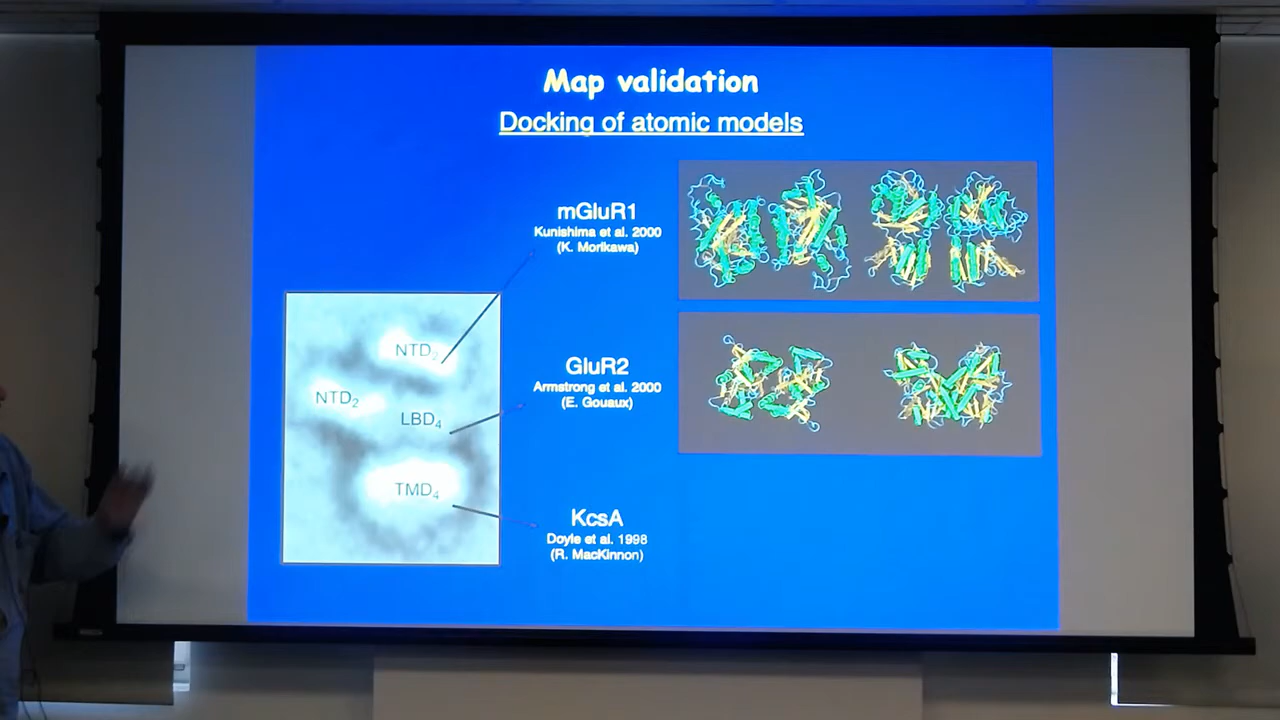 Map validation
Docking of atomic models
mGluR1
Kunishima et al. 2000
(K. Morikawa)
NTD₂
NTD₂
LBD₄
TMD₄
GluR2
Armstrong et al. 2000
(E. Gouaux)
KcsA
Doyle et al. 1998
(R. MacKinnon)